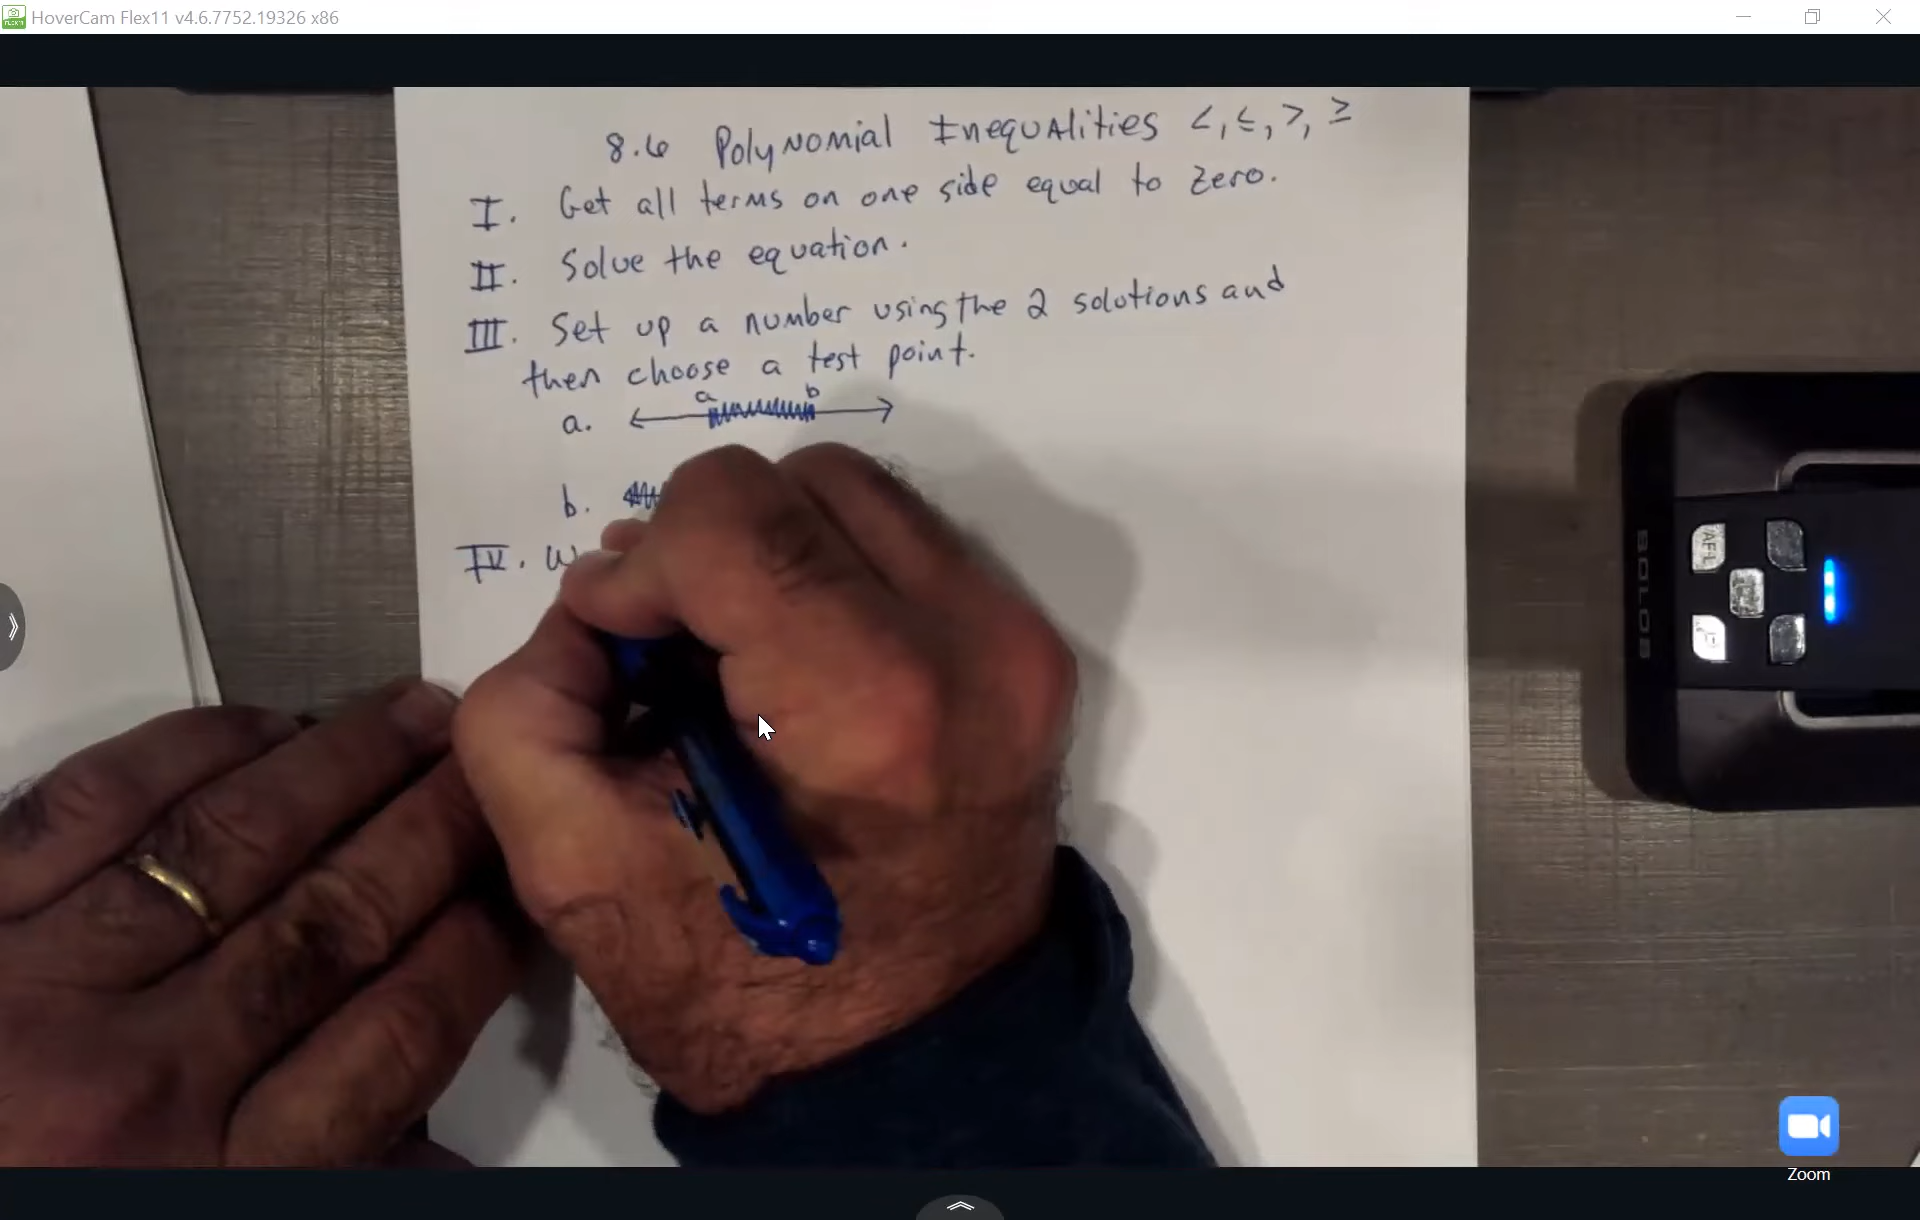 HoverCam Flex11 v4.6.7752.19326 x86
8.6 Polynomial Inequalities <, ≤, >, ≥
I. Get all terms on one side equal to zero.
II. Solve the equation.
III. Set up a number using the 2 solutions and
then choose a test point.
a b
a.
b.
IV.
BOLOS
Zoom